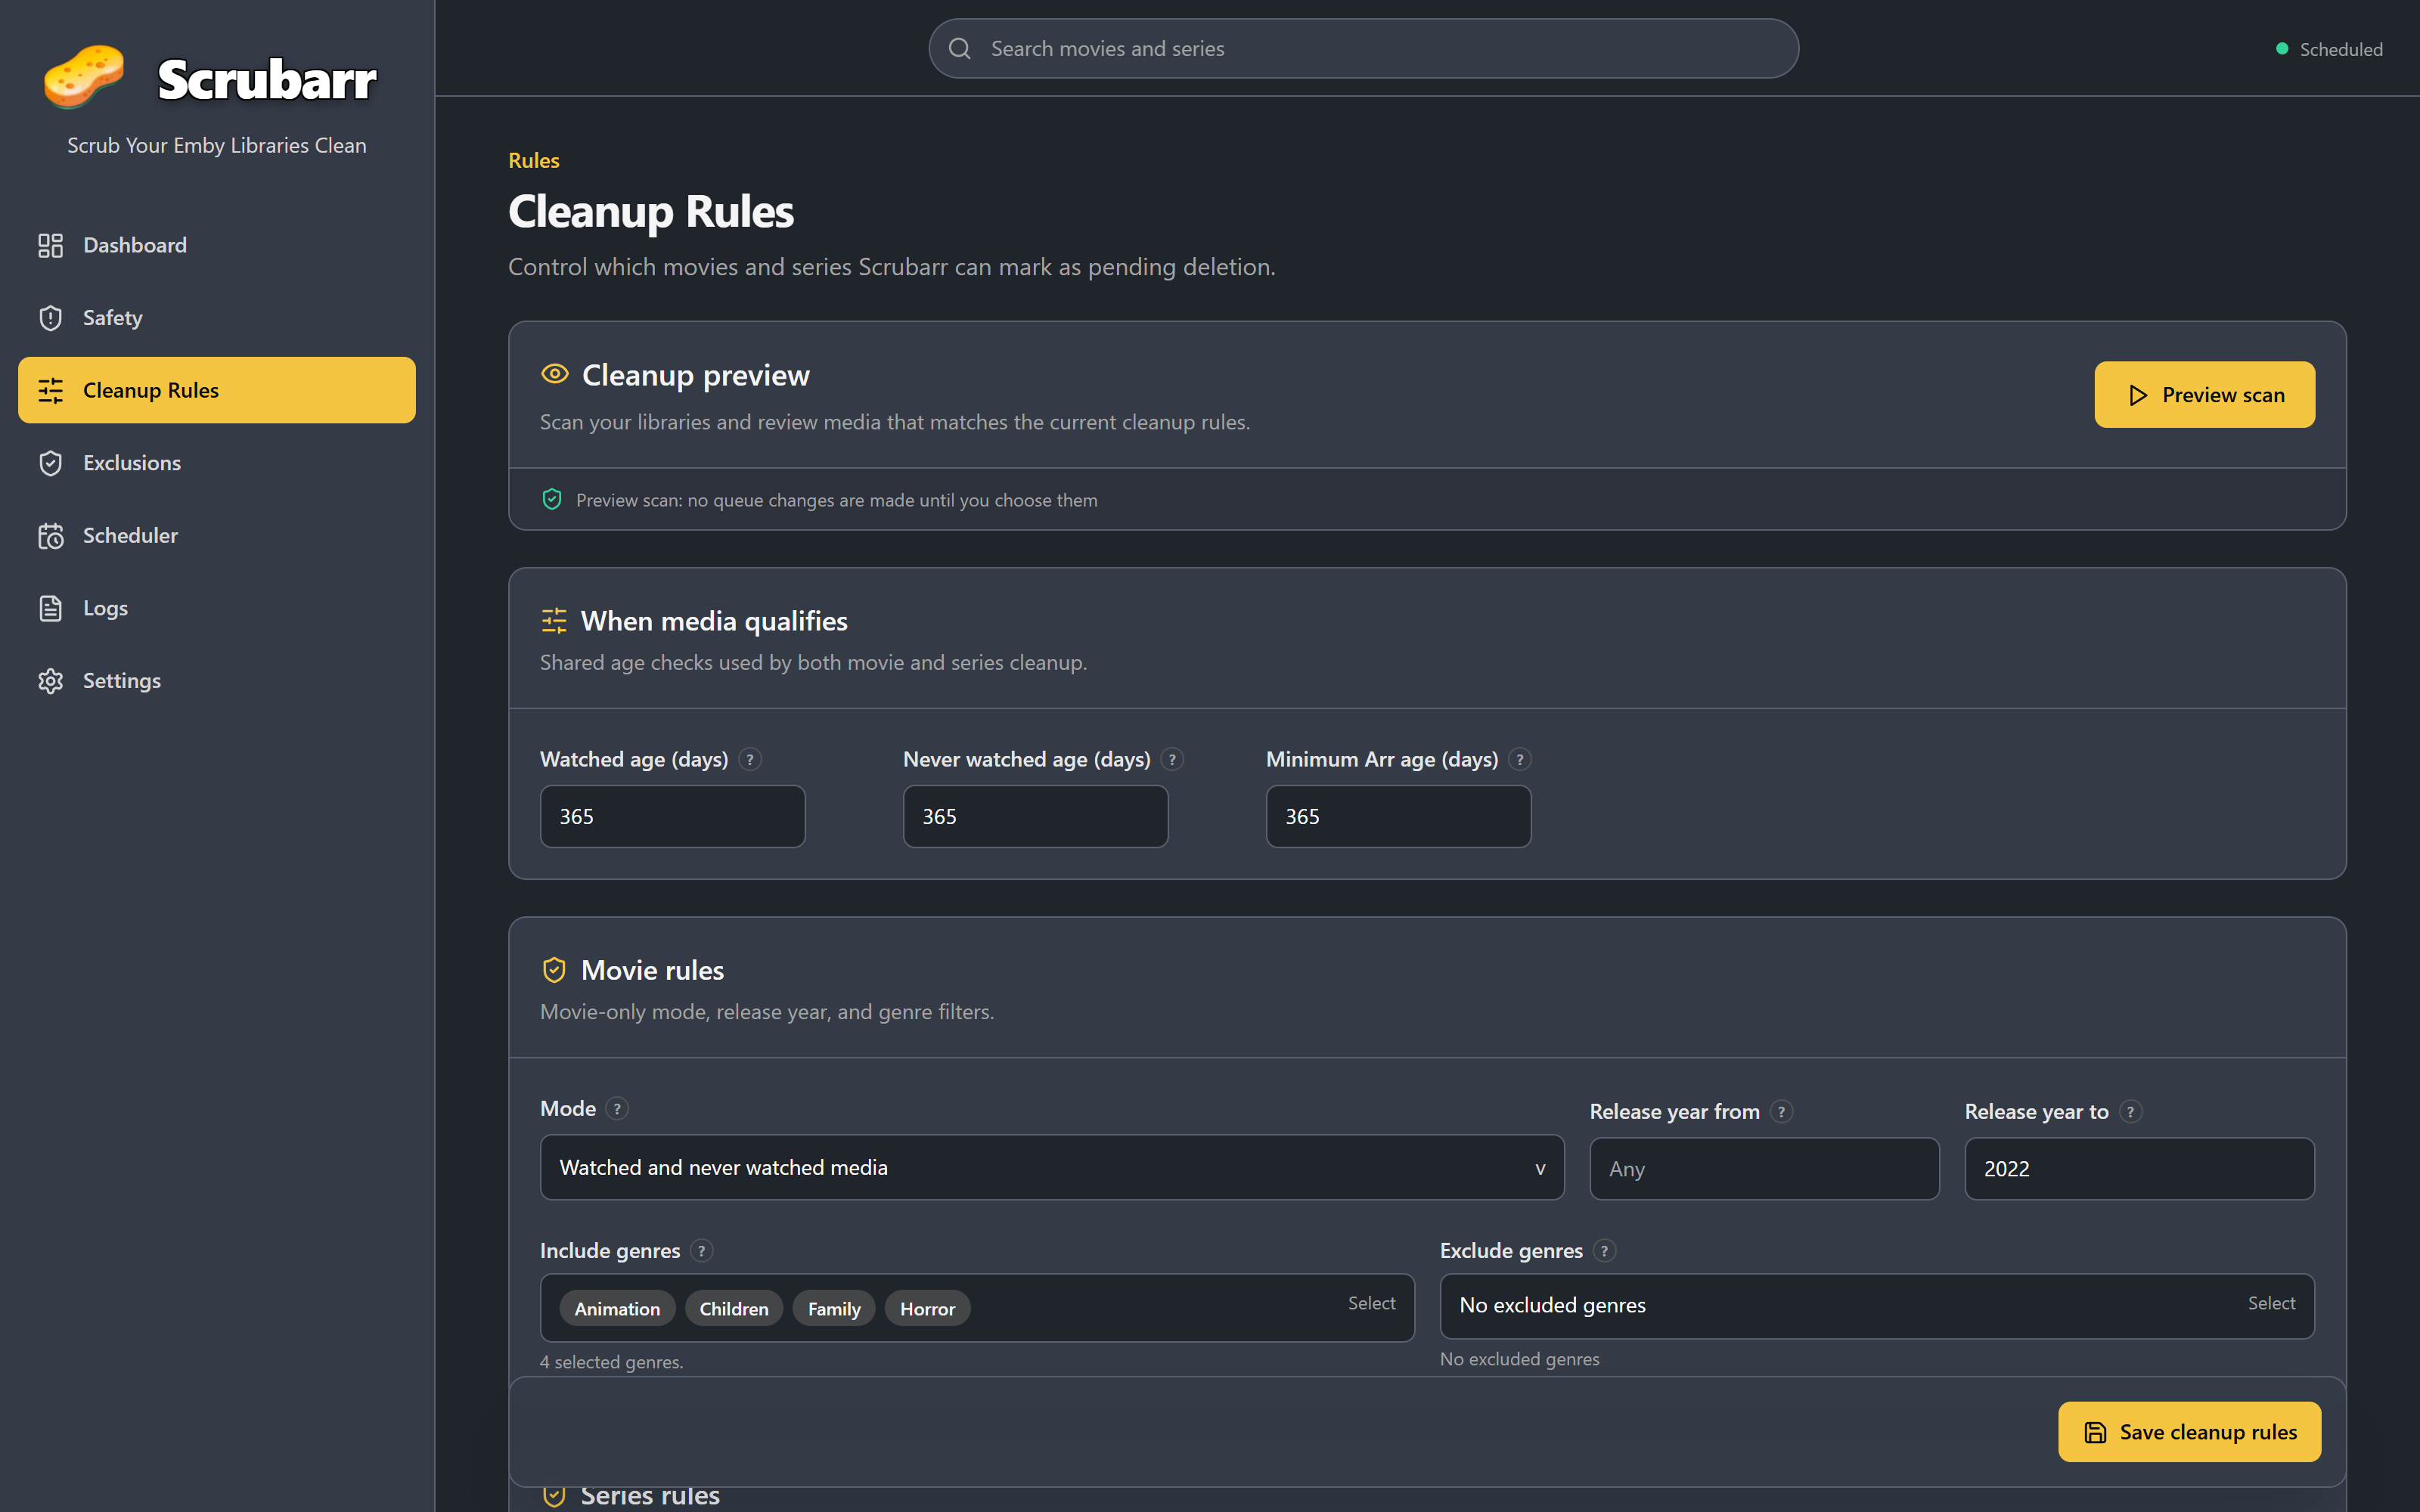 Scrubarr
Scrub Your Emby Libraries Clean
Dashboard
Safety
Cleanup Rules
Exclusions
Scheduler
Logs
Settings
Search movies and series
Scheduled
Rules
Cleanup Rules
Control which movies and series Scrubarr can mark as pending deletion.
Cleanup preview
Scan your libraries and review media that matches the current cleanup rules.
Preview scan
Preview scan: no queue changes are made until you choose them
When media qualifies
Shared age checks used by both movie and series cleanup.
Watched age (days) ?
365
Never watched age (days) ?
365
Minimum Arr age (days) ?
365
Movie rules
Movie-only mode, release year, and genre filters.
Mode ?
Watched and never watched media v
Release year from ?
Any
Release year to ?
2022
Include genres ?
Animation Children Family Horror Select
4 selected genres.
Exclude genres ?
No excluded genres Select
No excluded genres
Save cleanup rules
Series rules